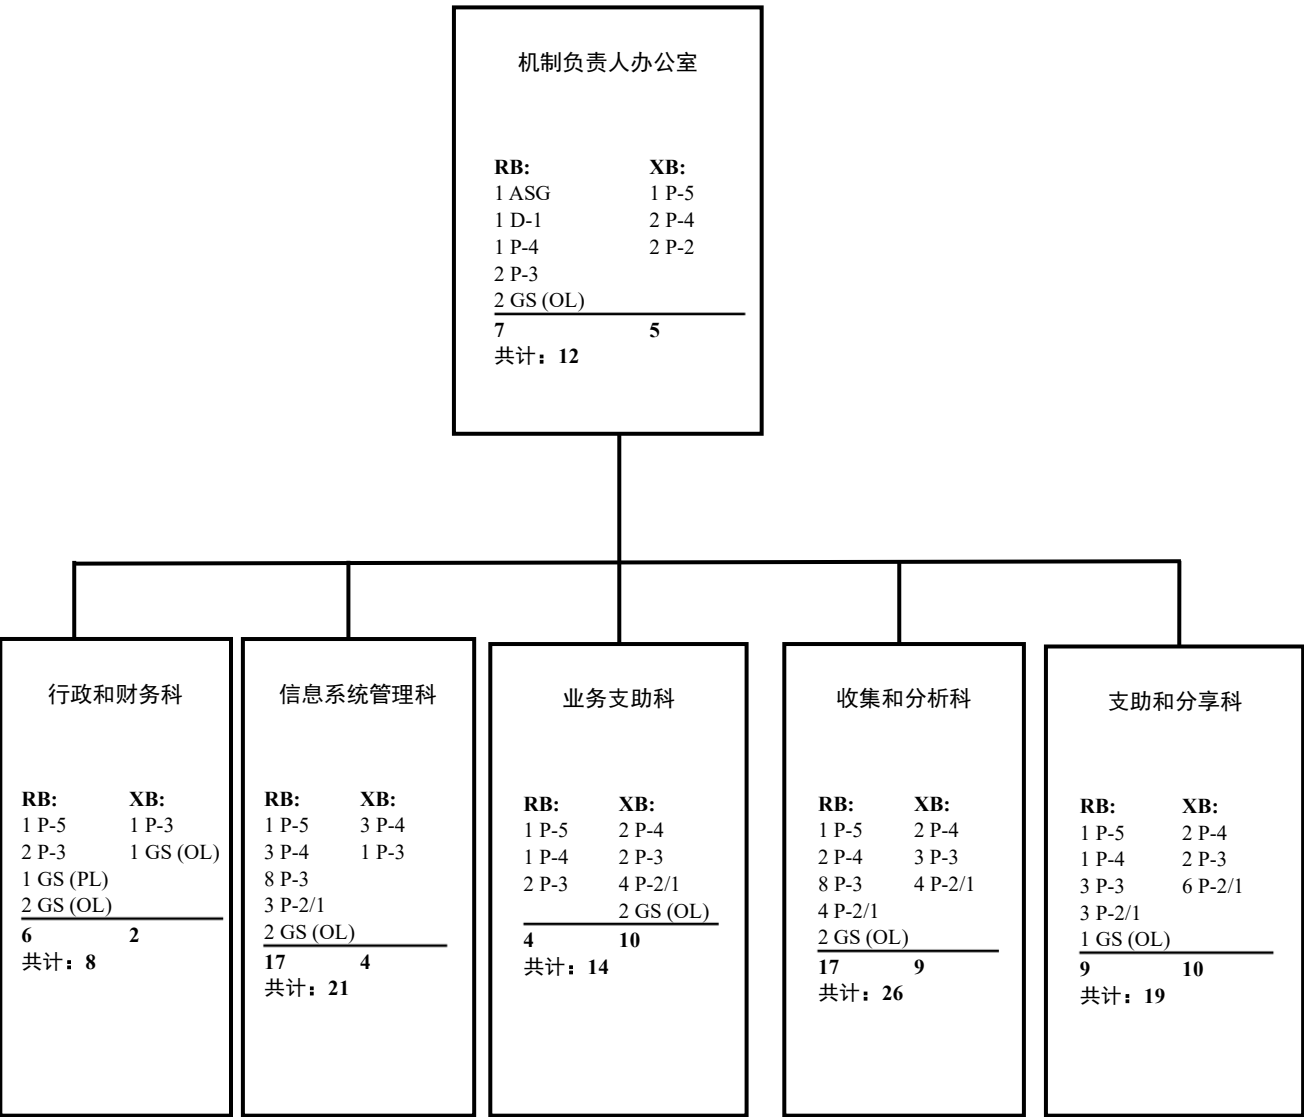 机制负责人办公室
RB: XB:
1 ASG 1 P-5
1 D-1 2 P-4
1 P-4 2 P-2
2 P-3
2 GS (OL)
7 5
共计：12
行政和财务科
RB: XB:
1 P-5 1 P-3
2 P-3 1 GS (OL)
1 GS (PL)
2 GS (OL)
6 2
共计：8
信息系统管理科
RB: XB:
1 P-5 3 P-4
3 P-4 1 P-3
8 P-3
3 P-2/1
2 GS (OL)
17 4
共计：21
业务支助科
RB: XB:
1 P-5 2 P-4
1 P-4 2 P-3
2 P-3 4 P-2/1
2 GS (OL)
4 10
共计：14
收集和分析科
RB: XB:
1 P-5 2 P-4
2 P-4 3 P-3
8 P-3 4 P-2/1
4 P-2/1
2 GS (OL)
17 9
共计：26
支助和分享科
RB: XB:
1 P-5 2 P-4
1 P-4 2 P-3
3 P-3 6 P-2/1
3 P-2/1
1 GS (OL)
9 10
共计：19